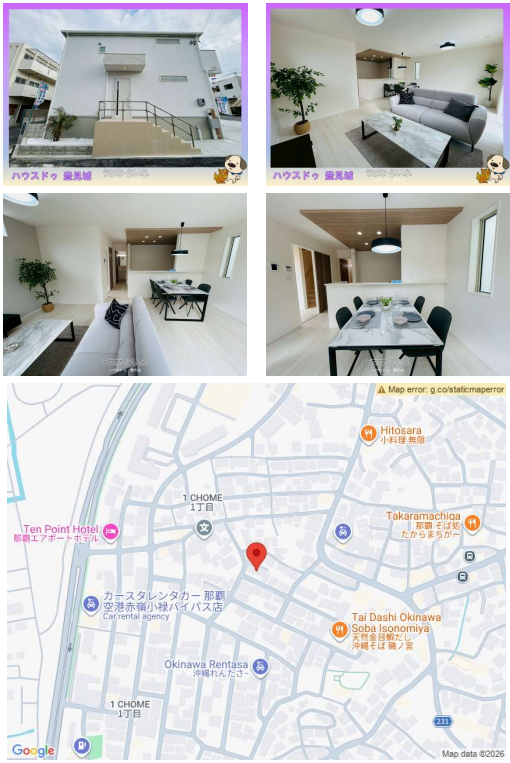 ハウスドゥ 豊見城
ハウスドゥ 豊見城
Map error: g.co/staticmaperror
Hitosara
小料理 無限
1 CHOME
1丁目
Ten Point Hotel
那覇エアポートホテル
Takaramachiga
那覇 そば処
たからまちがー
カースタレンタカー 那覇
空港赤嶺小禄バイパス店
Car rental agency
Tai Dashi Okinawa
Soba Isonomiya
天然金目鯛だし
沖縄そば 磯ノ宮
Okinawa Rentasa
沖縄れんださ~
1 CHOME
1丁目
231
Google
Map data ©2026